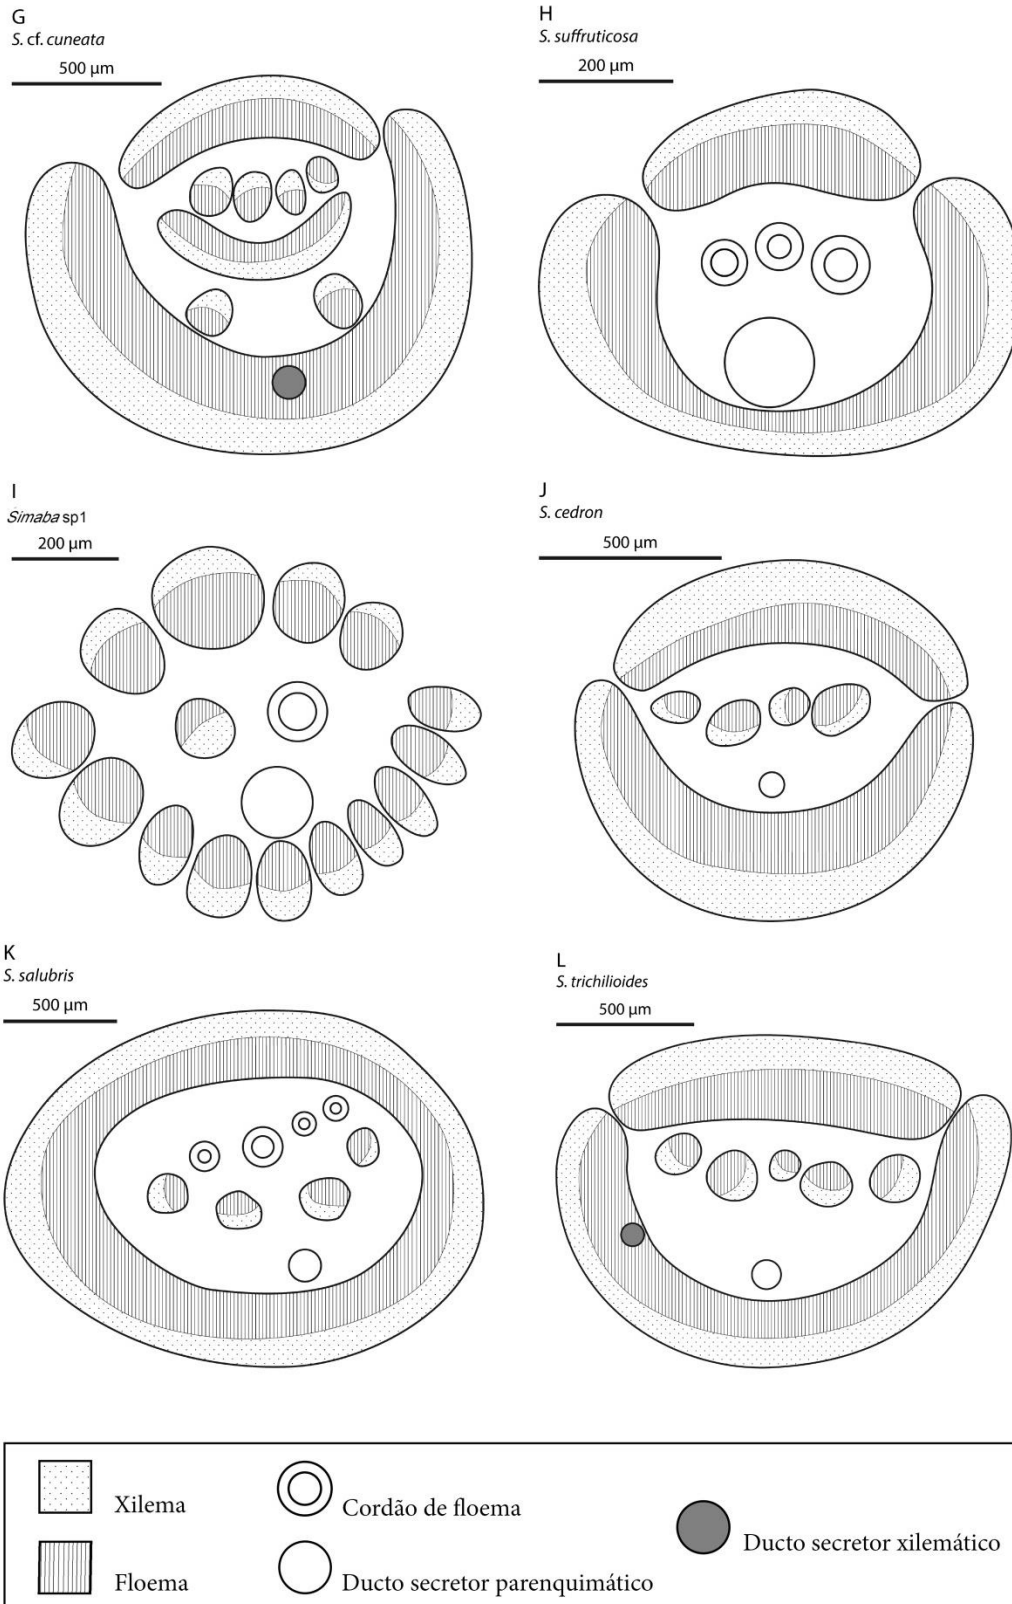 G
S. cf. cuneata
500 µm
H
S. suffruticosa
200 µm
I
Simaba sp1
200 µm
J
S. cedron
500 µm
K
S. salubris
500 µm
L
S. trichilioides
500 µm
Xilema
Cordão de floema
Ducto secretor xilemático
Floema
Ducto secretor parenquimático